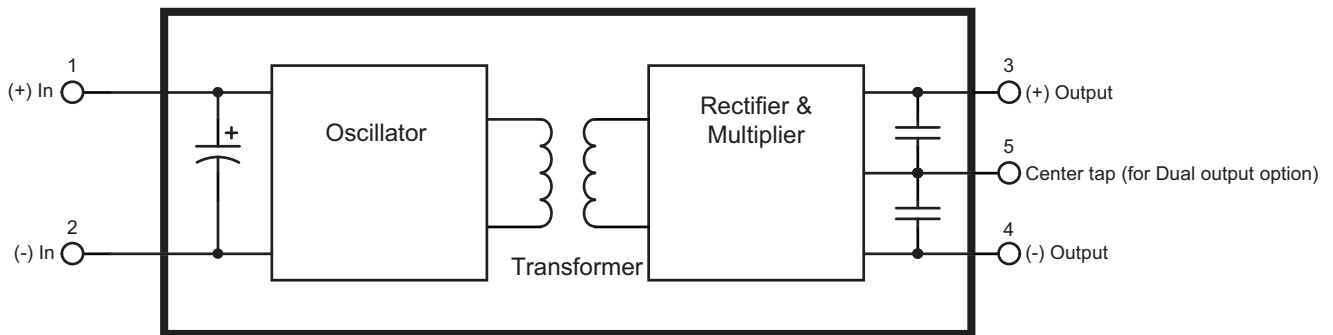 1
(+) In
2
(-) In
+
Oscillator
Transformer
Rectifier &
Multiplier
3
(+) Output
5
Center tap (for Dual output option)
4
(-) Output